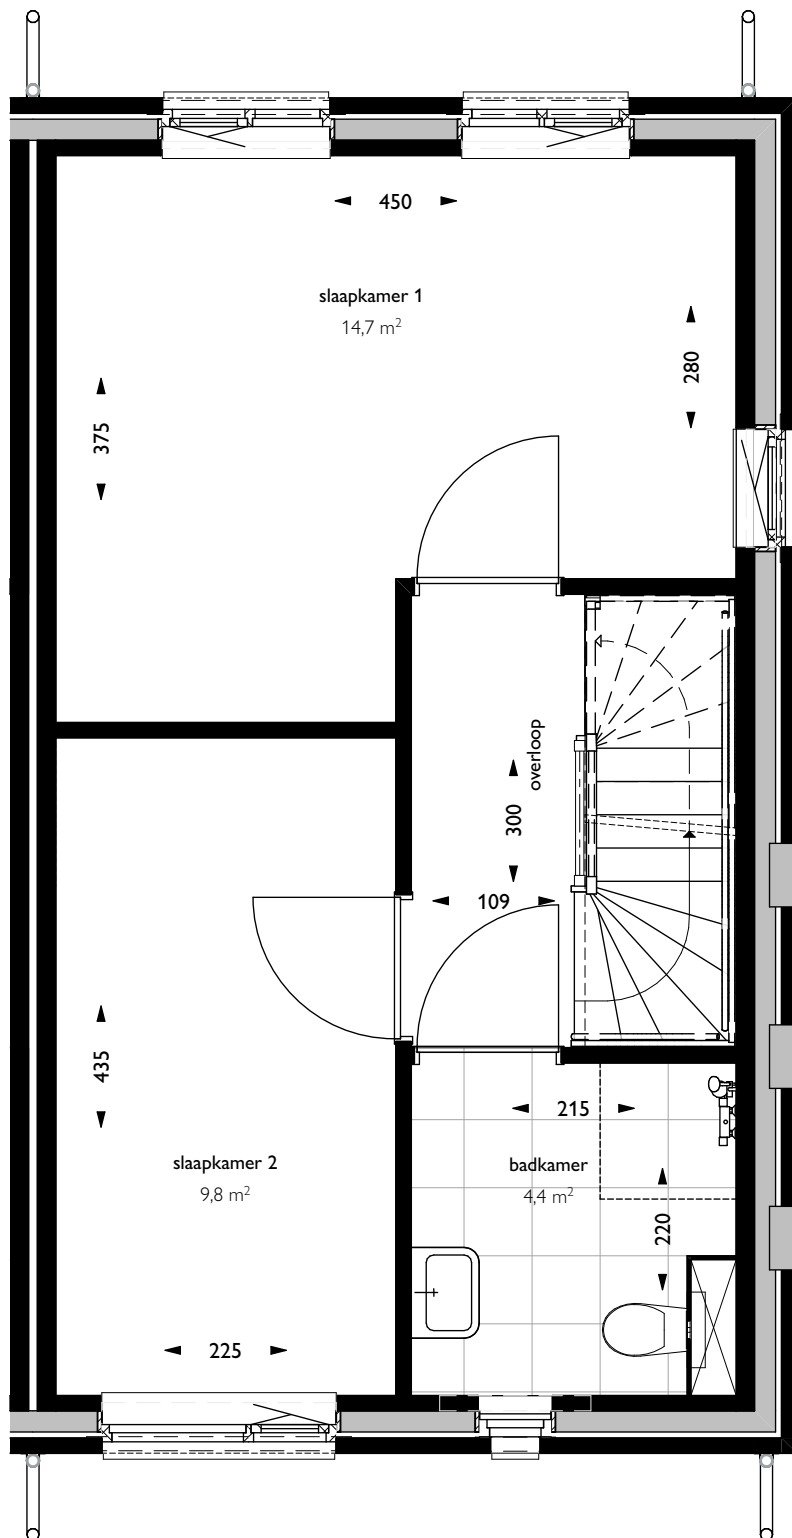 450
slaapkamer 1
14,7 m²
280
375
overloop
300
109
435
215
slaapkamer 2
9,8 m²
badkamer
4,4 m²
220
225